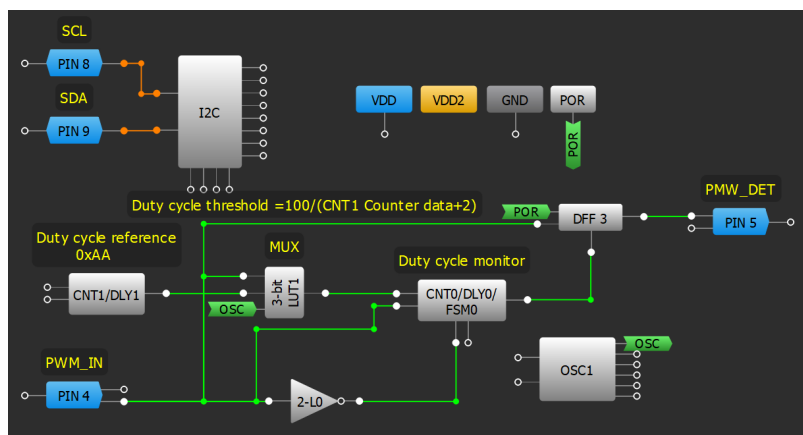 SCL
PIN 8
SDA
PIN 9
I2C
VDD
VDD2
GND
POR
POR
Duty cycle threshold =100/(CNT1 Counter data+2)
POR
DFF 3
PMW_DET
PIN 5
Duty cycle reference
0xAA
MUX
Duty cycle monitor
CNT1/DLY1
3-bit
LUT1
OSC
CNT0/DLY0/
FSM0
OSC
OSC1
PWM_IN
PIN 4
2-L0